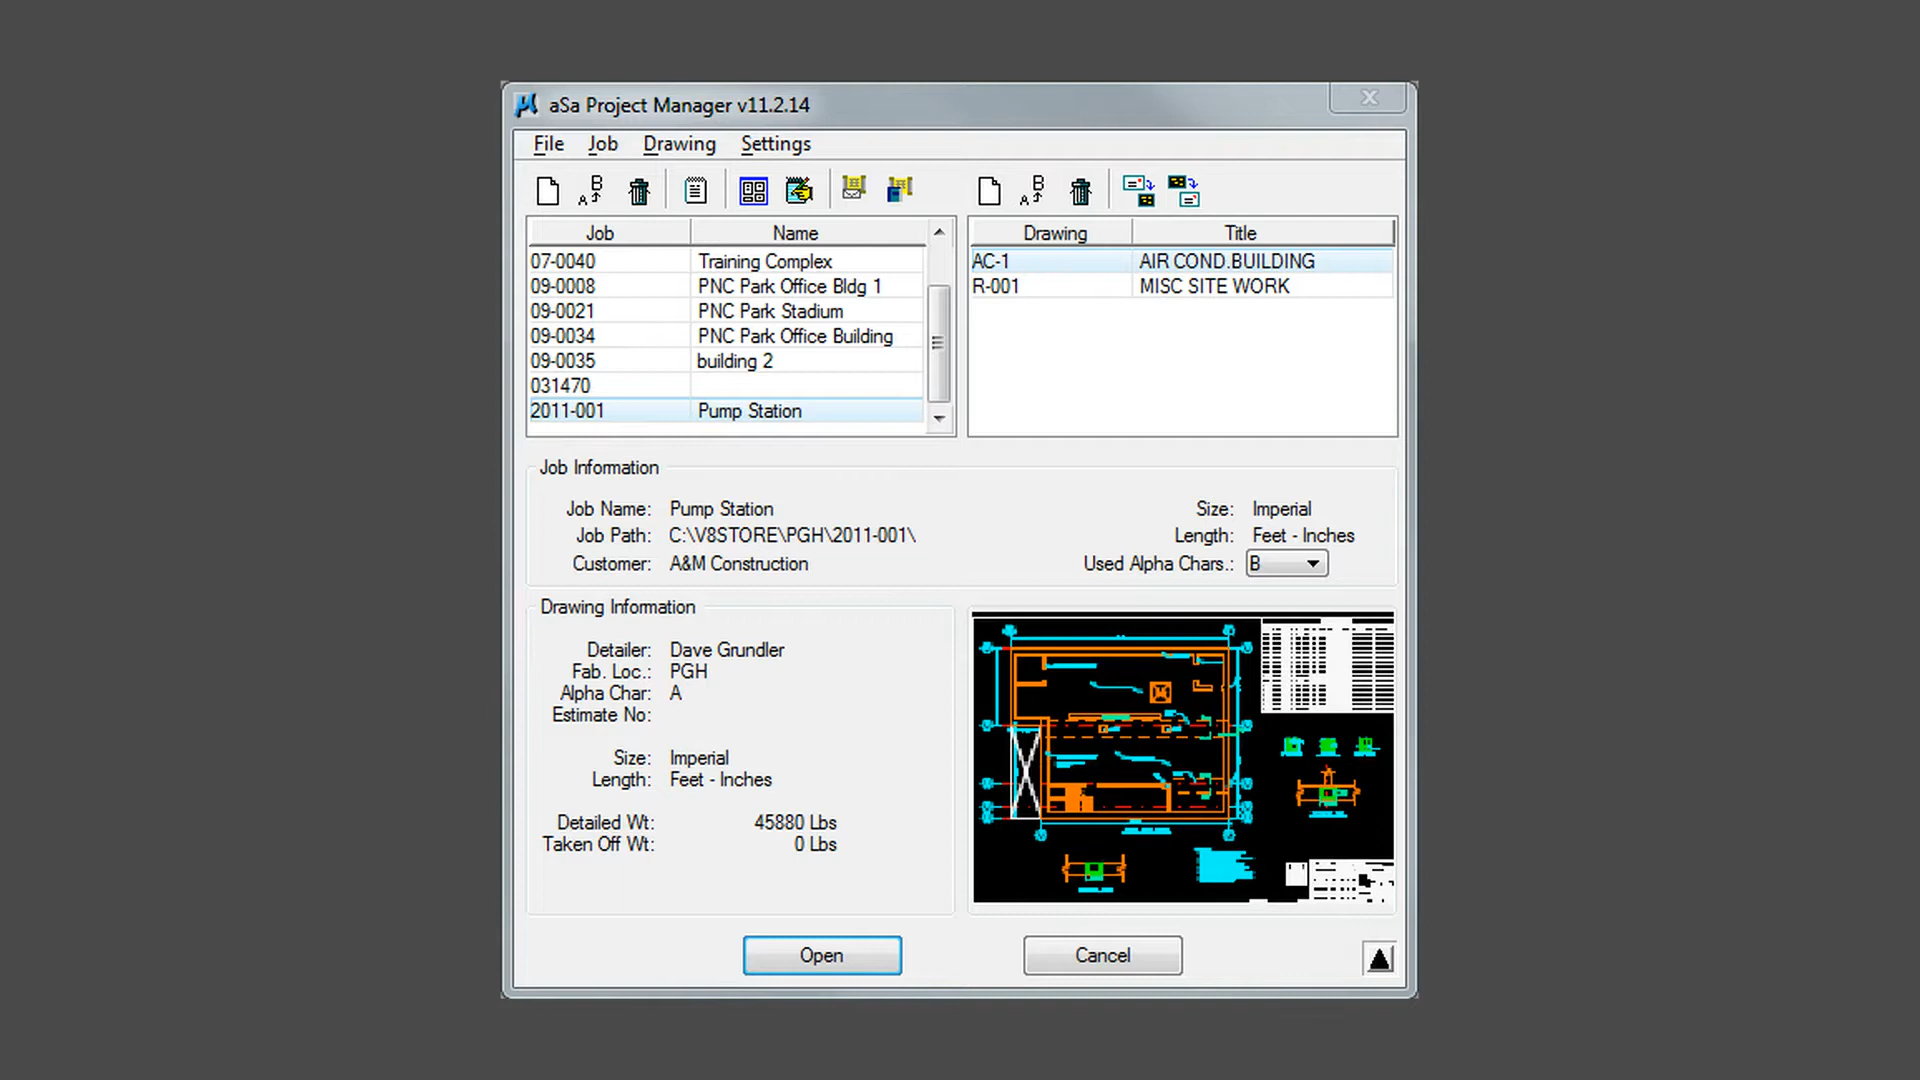 aSa Project Manager v11.2.14
File Job Drawing Settings
Job Name
07-0040 Training Complex
09-0008 PNC Park Office Bldg 1
09-0021 PNC Park Stadium
09-0034 PNC Park Office Building
09-0035 building 2
031470
2011-001 Pump Station
Drawing Title
AC-1 AIR COND.BUILDING
R-001 MISC SITE WORK
Job Information
Job Name: Pump Station
Job Path: C:\V8STORE\PGH\2011-001\
Customer: A&M Construction
Size: Imperial
Length: Feet - Inches
Used Alpha Chars.: B
Drawing Information
Detailer: Dave Grundler
Fab. Loc.: PGH
Alpha Char: A
Estimate No:
Size: Imperial
Length: Feet - Inches
Detailed Wt: 45880 Lbs
Taken Off Wt: 0 Lbs
Open Cancel